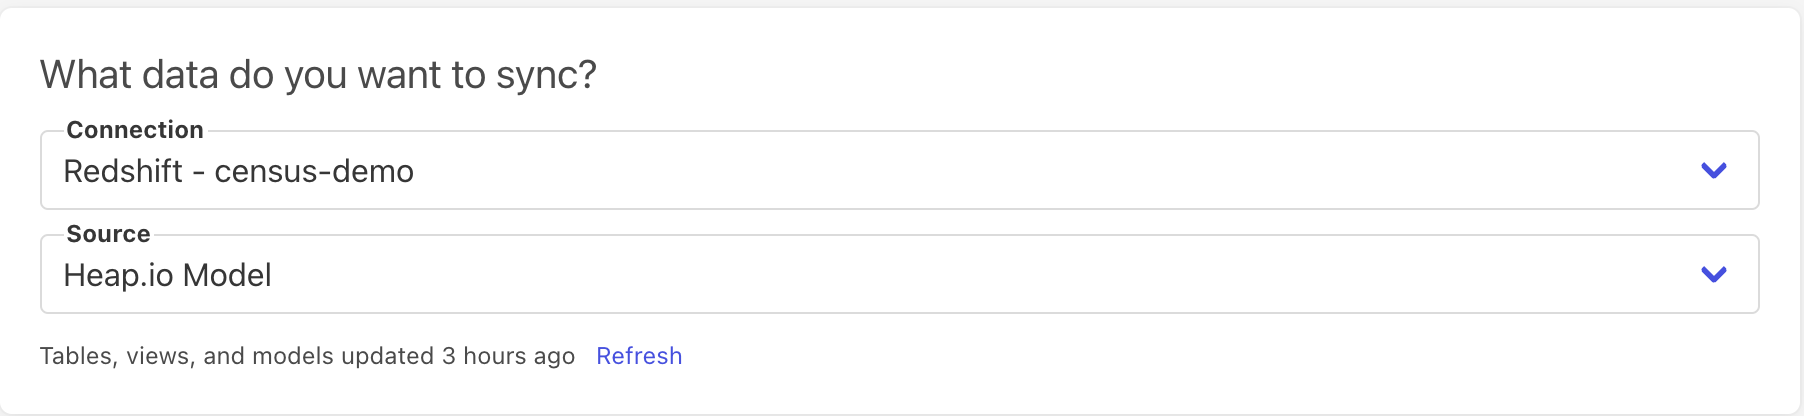 What data do you want to sync?
Connection
Redshift - census-demo
Source
Heap.io Model
Tables, views, and models updated 3 hours ago Refresh